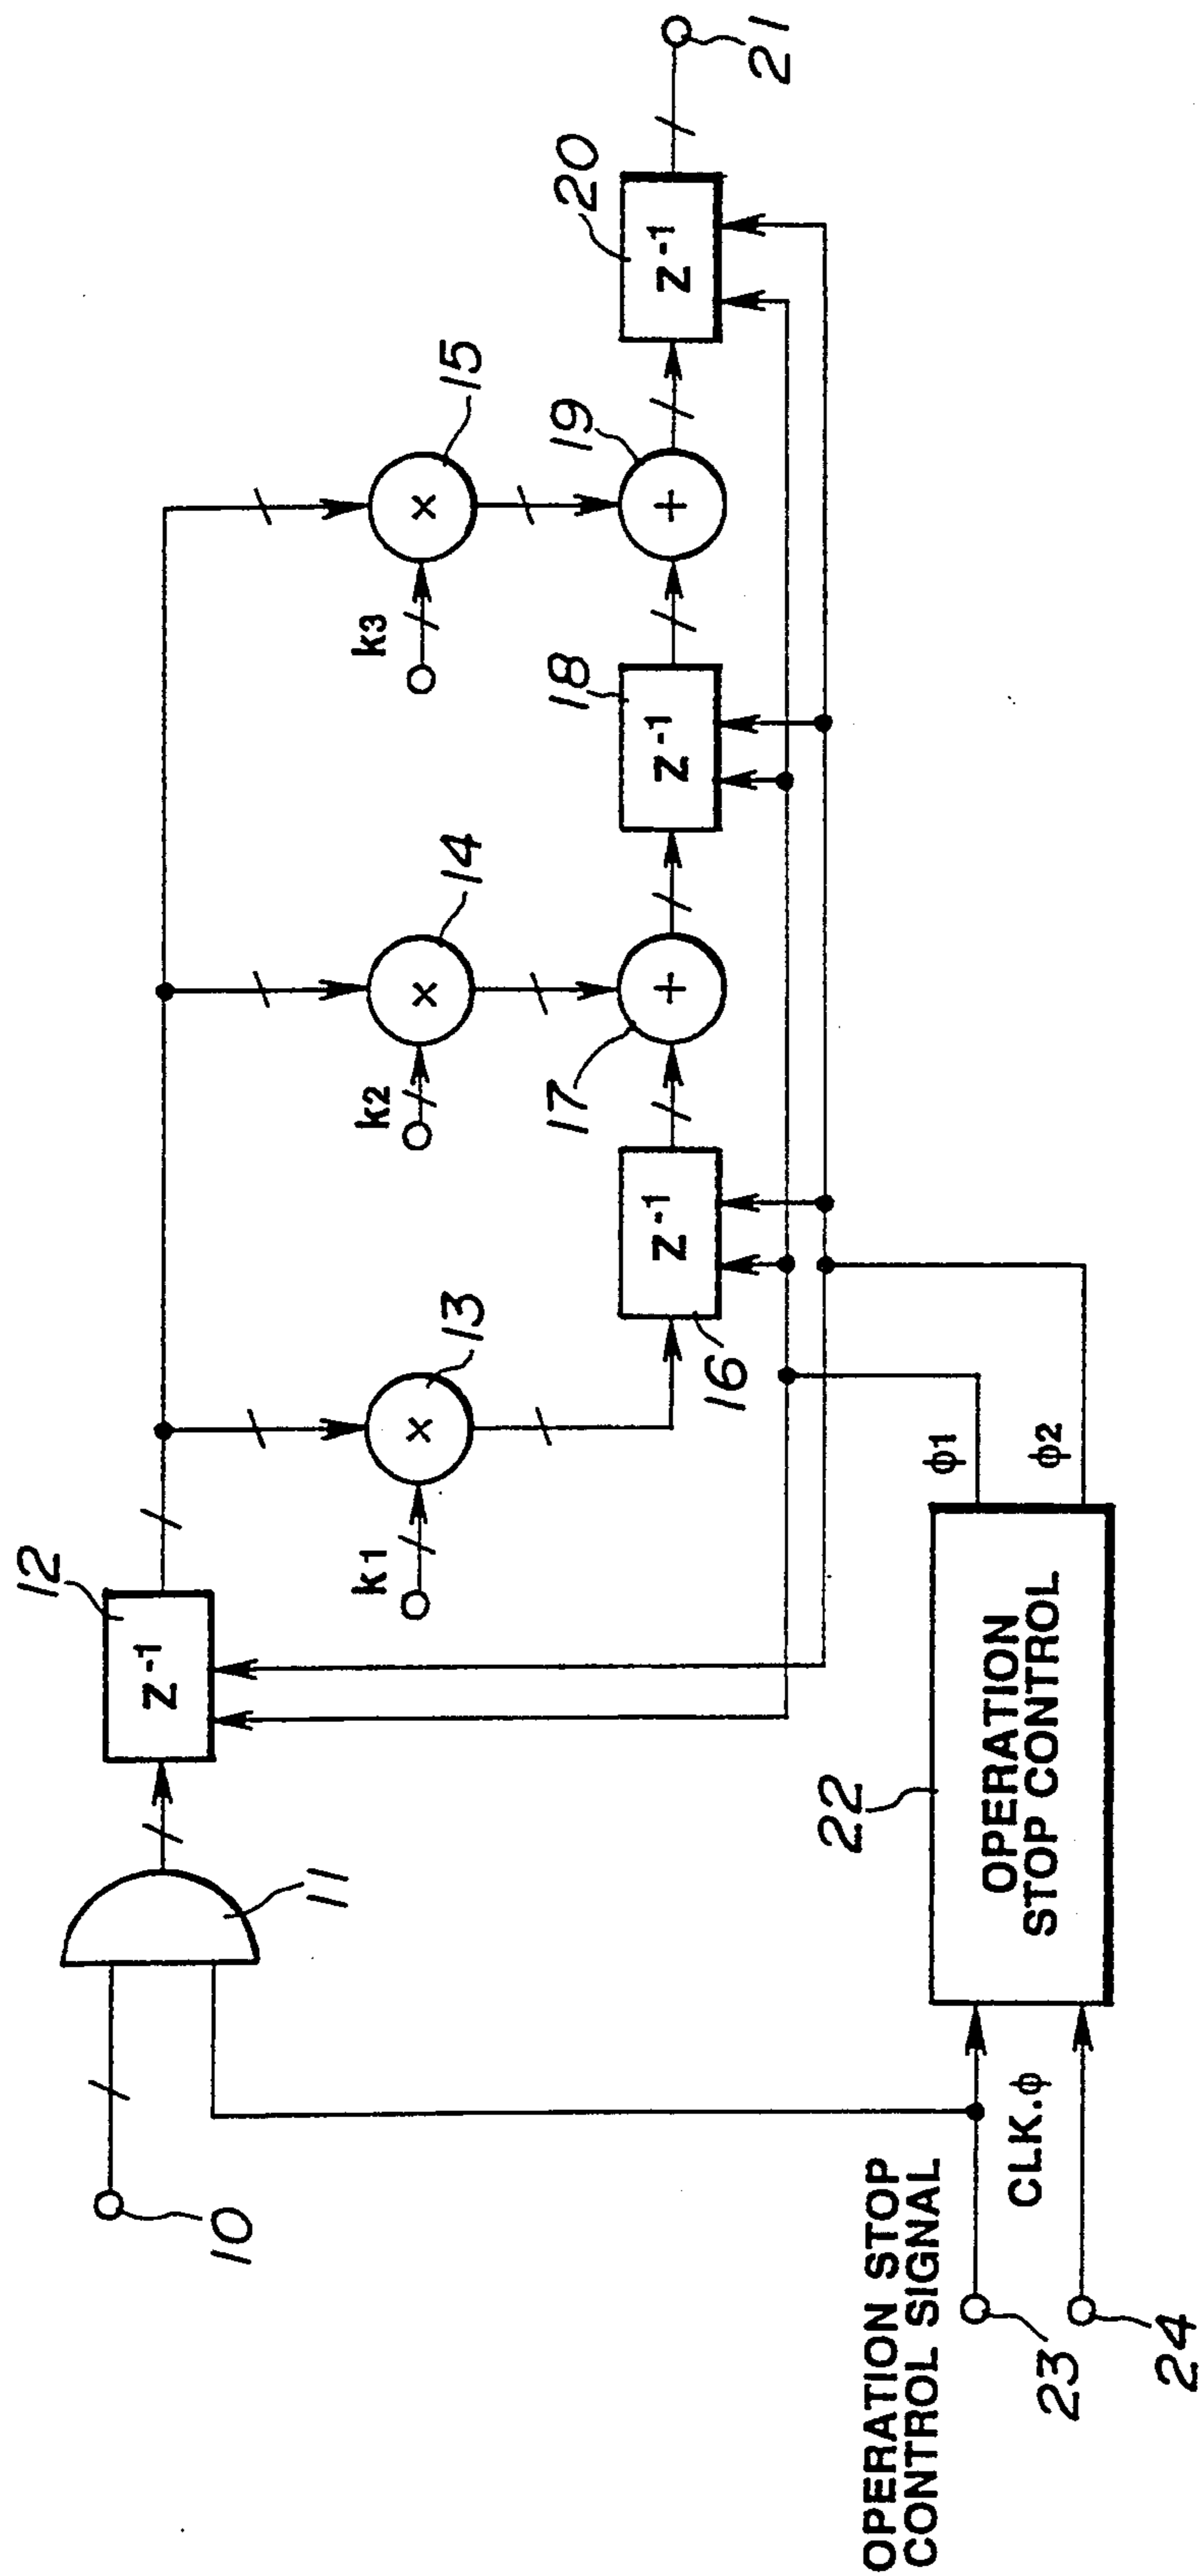 10
11
12
Z-1
k1
×
13
k2
×
14
k3
×
15
Z-1
16
+
17
Z-1
18
+
19
Z-1
20
21
OPERATION STOP
CONTROL SIGNAL
23
CLK.φ
24
22
OPERATION
STOP CONTROL
φ1
φ2